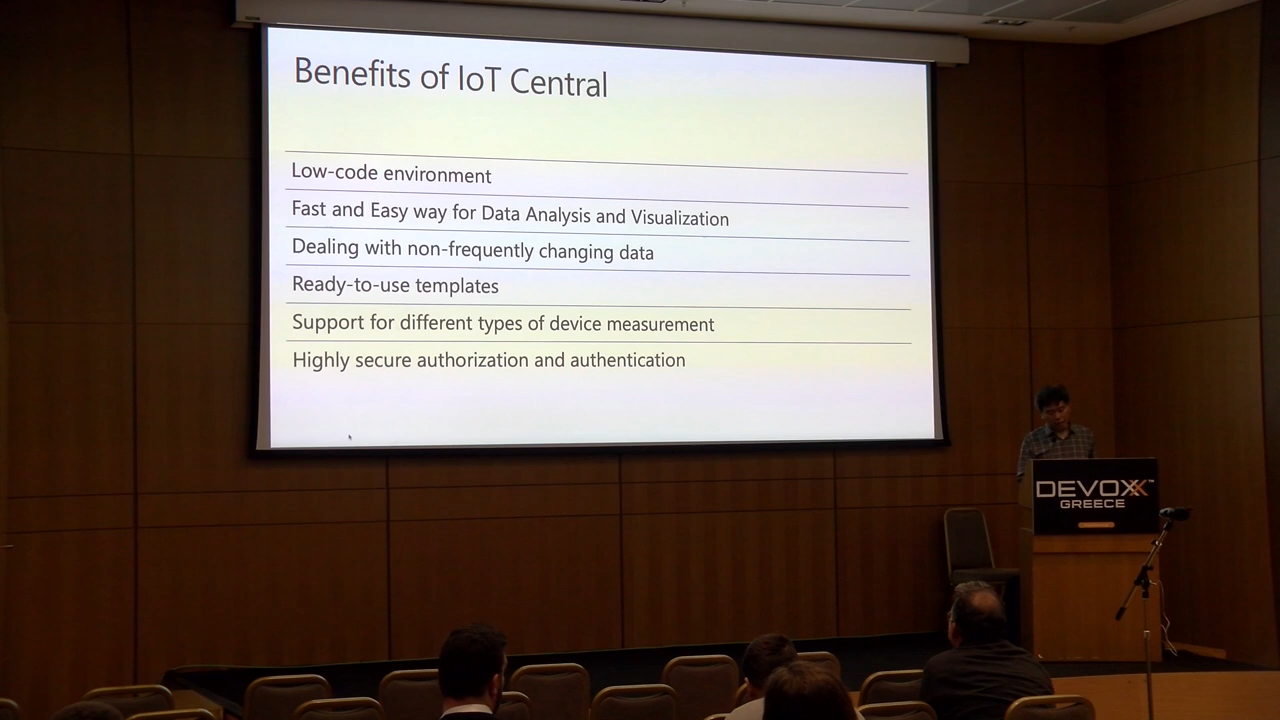 Benefits of IoT Central
Low-code environment
Fast and Easy way for Data Analysis and Visualization
Dealing with non-frequently changing data
Ready-to-use templates
Support for different types of device measurement
Highly secure authorization and authentication
DEVOXX™
GREECE